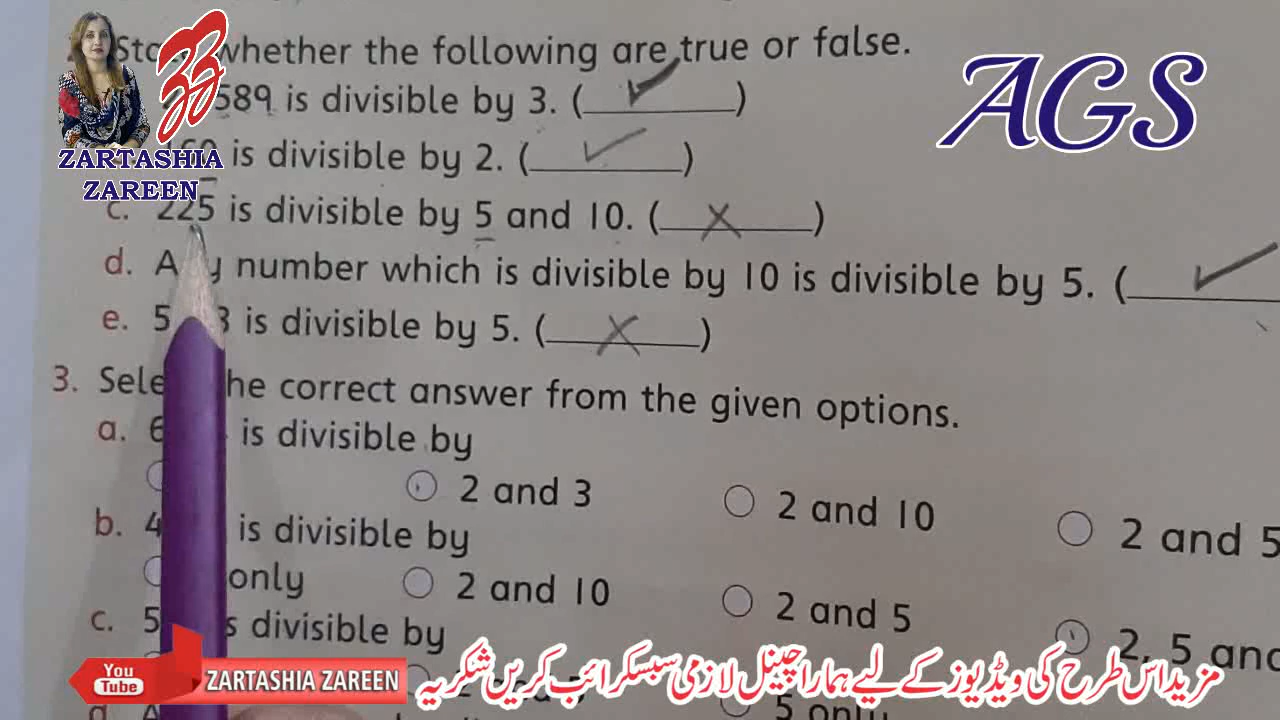 whether the following are true or false.
589 is divisible by 3. (✓)
is divisible by 2. (✓)
c. 225 is divisible by 5 and 10. (X)
d. A y number which is divisible by 10 is divisible by 5. (✓
e. 5 3 is divisible by 5. (X)
3. Sele he correct answer from the given options.
a. 6 is divisible by
2 and 3 2 and 10 2 and 5
b. 4 is divisible by
only 2 and 10 2 and 5 2, 5 and
c. 5 s divisible by
5 only
AGS
ZARTASHIA
ZAREEN
You
Tube
ZARTASHIA ZAREEN
مزید اس طرح کی ویڈیوز کے لیے ہمارا چینل لازمی سبسکرائب کریں شکریہ